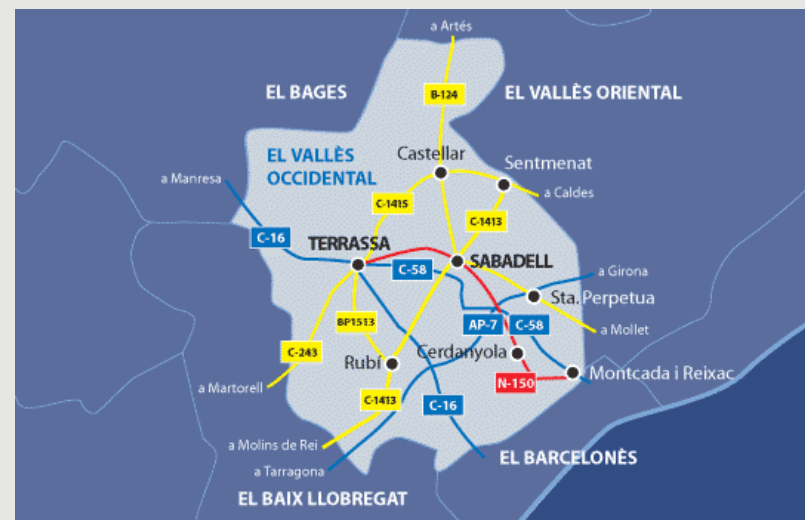 a Artés
EL BAGES
B-124
EL VALLÈS ORIENTAL
EL VALLÈS
OCCIDENTAL
Castellar
Sentmenat
a Manresa
a Caldes
C-1415
C-1413
C-16
TERRASSA
SABADELL
C-58
a Girona
Sta. Perpetua
BP1513
AP-7
C-58
a Mollet
C-243
Rubí
Cerdanyola
Montcada i Reixac
a Martorell
N-150
C-1413
C-16
a Molins de Rei
a Tarragona
EL BARCELONÈS
EL BAIX LLOBREGAT